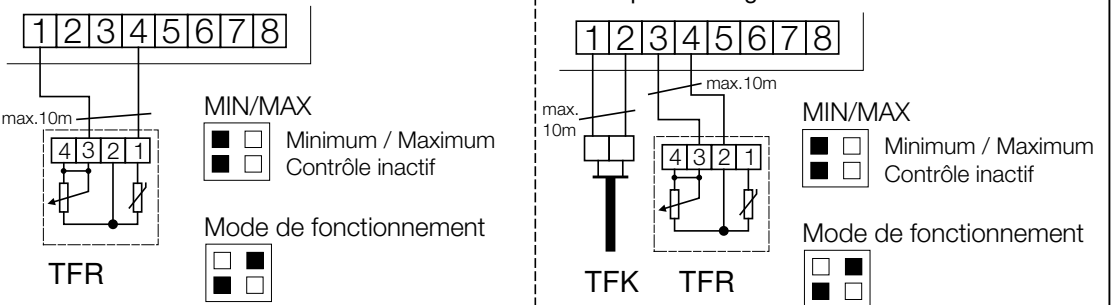 1 2 3 4 5 6 7 8
max.10m
4 3 2 1
TFR
MIN/MAX
Minimum / Maximum
Contrôle inactif
Mode de fonctionnement
1 2 3 4 5 6 7 8
max.10m
max.
10m
4 3 2 1
TFK TFR
MIN/MAX
Minimum / Maximum
Contrôle inactif
Mode de fonctionnement